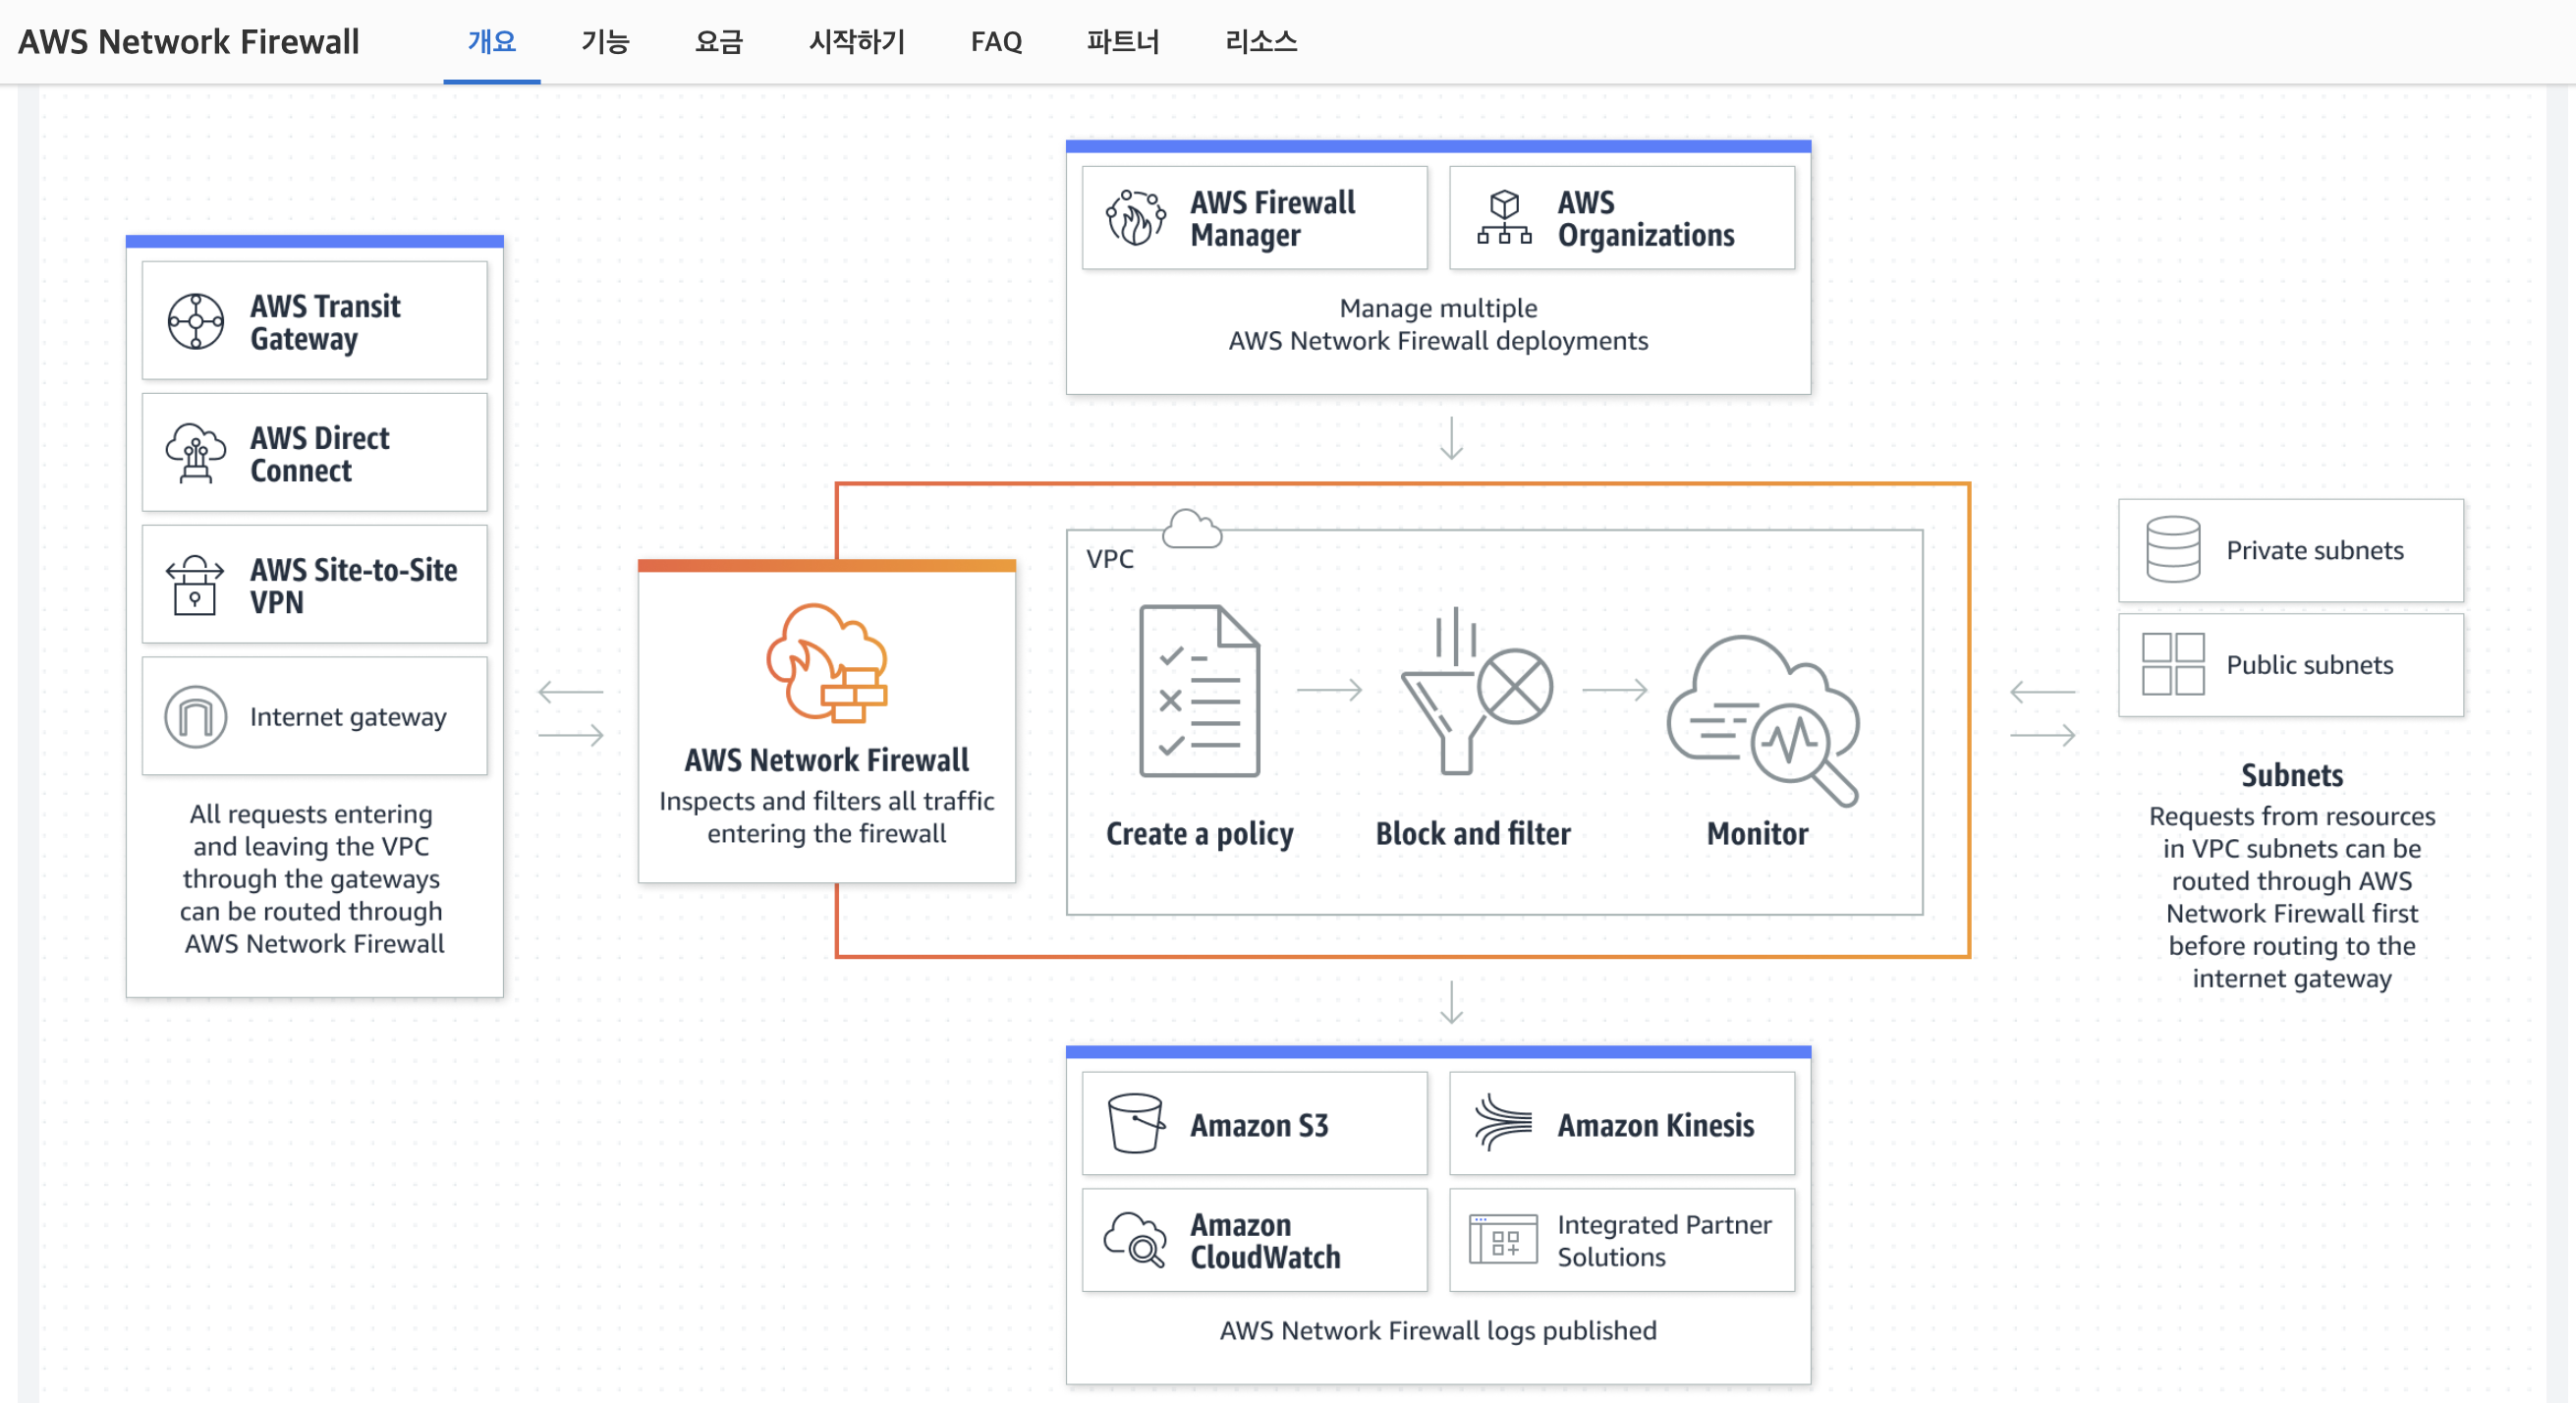 AWS Network Firewall
개요
기능
요금
시작하기
FAQ
파트너
리소스
AWS Firewall
Manager
AWS
Organizations
Manage multiple
AWS Network Firewall deployments
AWS Transit
Gateway
AWS Direct
Connect
AWS Site-to-Site
VPN
Internet gateway
All requests entering
and leaving the VPC
through the gateways
can be routed through
AWS Network Firewall
AWS Network Firewall
Inspects and filters all traffic
entering the firewall
VPC
Create a policy
Block and filter
Monitor
Private subnets
Public subnets
Subnets
Requests from resources
in VPC subnets can be
routed through AWS
Network Firewall first
before routing to the
internet gateway
Amazon S3
Amazon Kinesis
Amazon
CloudWatch
Integrated Partner
Solutions
AWS Network Firewall logs published